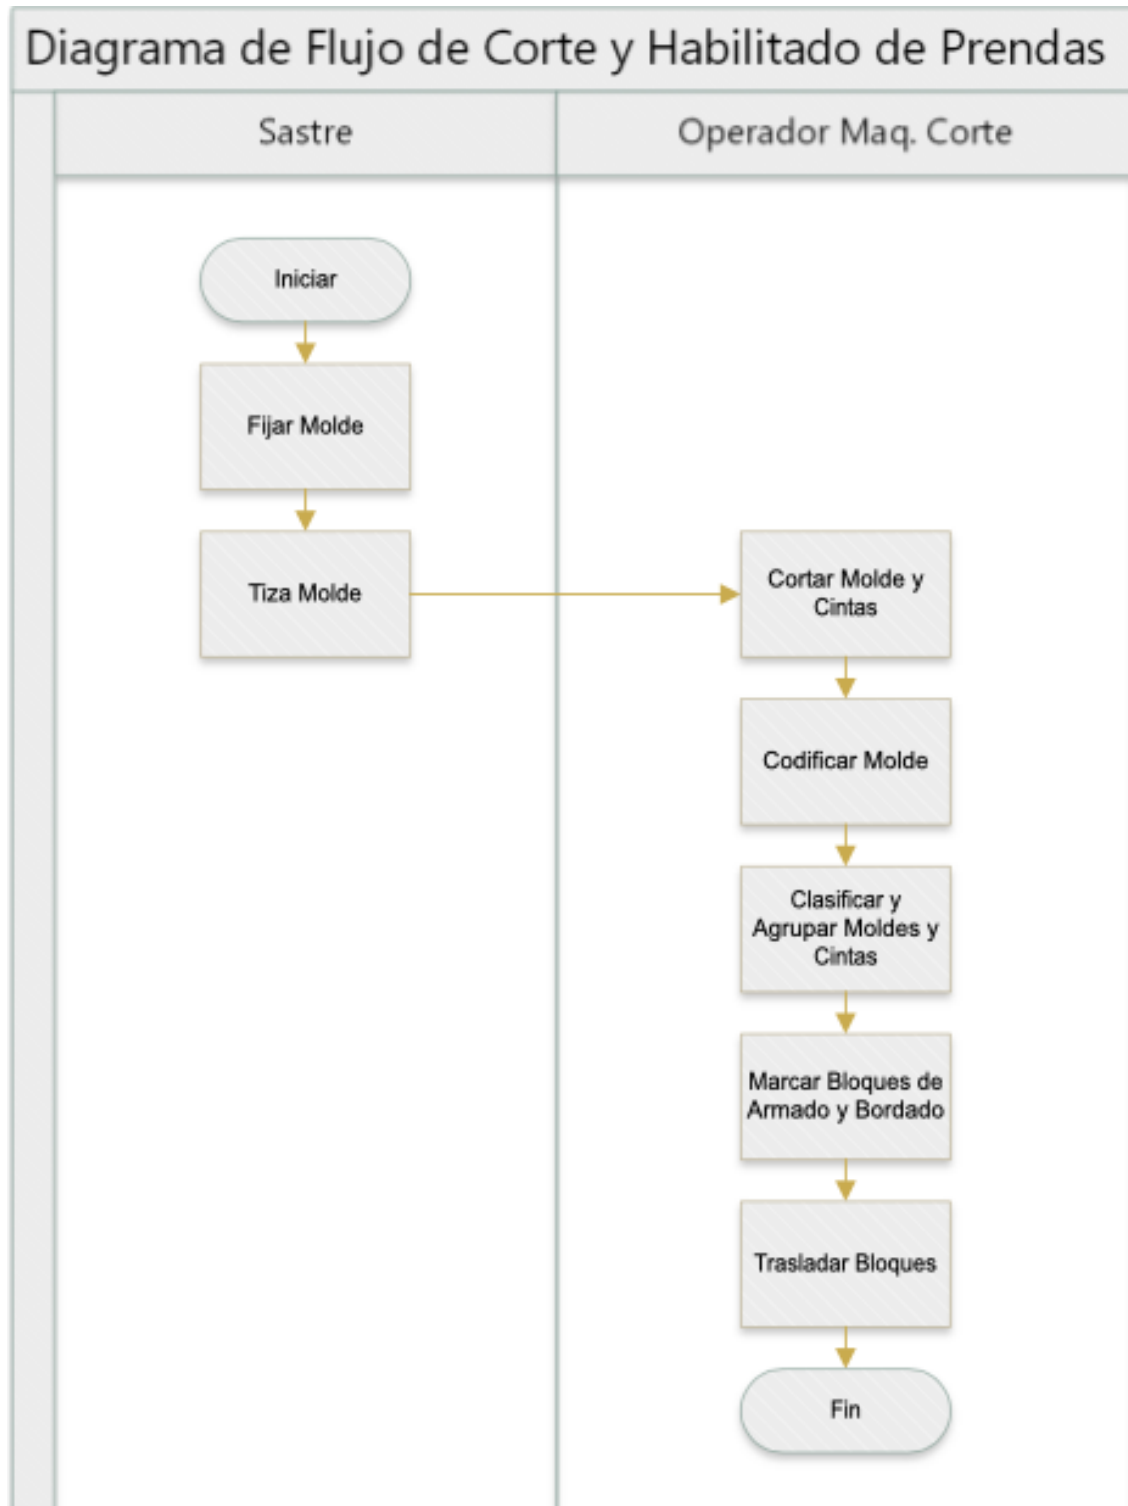 Diagrama de Flujo de Corte y Habilitado de Prendas
Sastre
Operador Maq. Corte
Iniciar
Fijar Molde
Tiza Molde
Cortar Molde y
Cintas
Codificar Molde
Clasificar y
Agrupar Moldes y
Cintas
Marcar Bloques de
Armado y Bordado
Trasladar Bloques
Fin